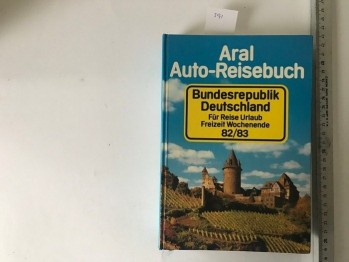 Aral
Auto-Reisebuch
Bundesrepublik
Deutschland
Für Reise Urlaub
Freizeit Wochenende
82/83